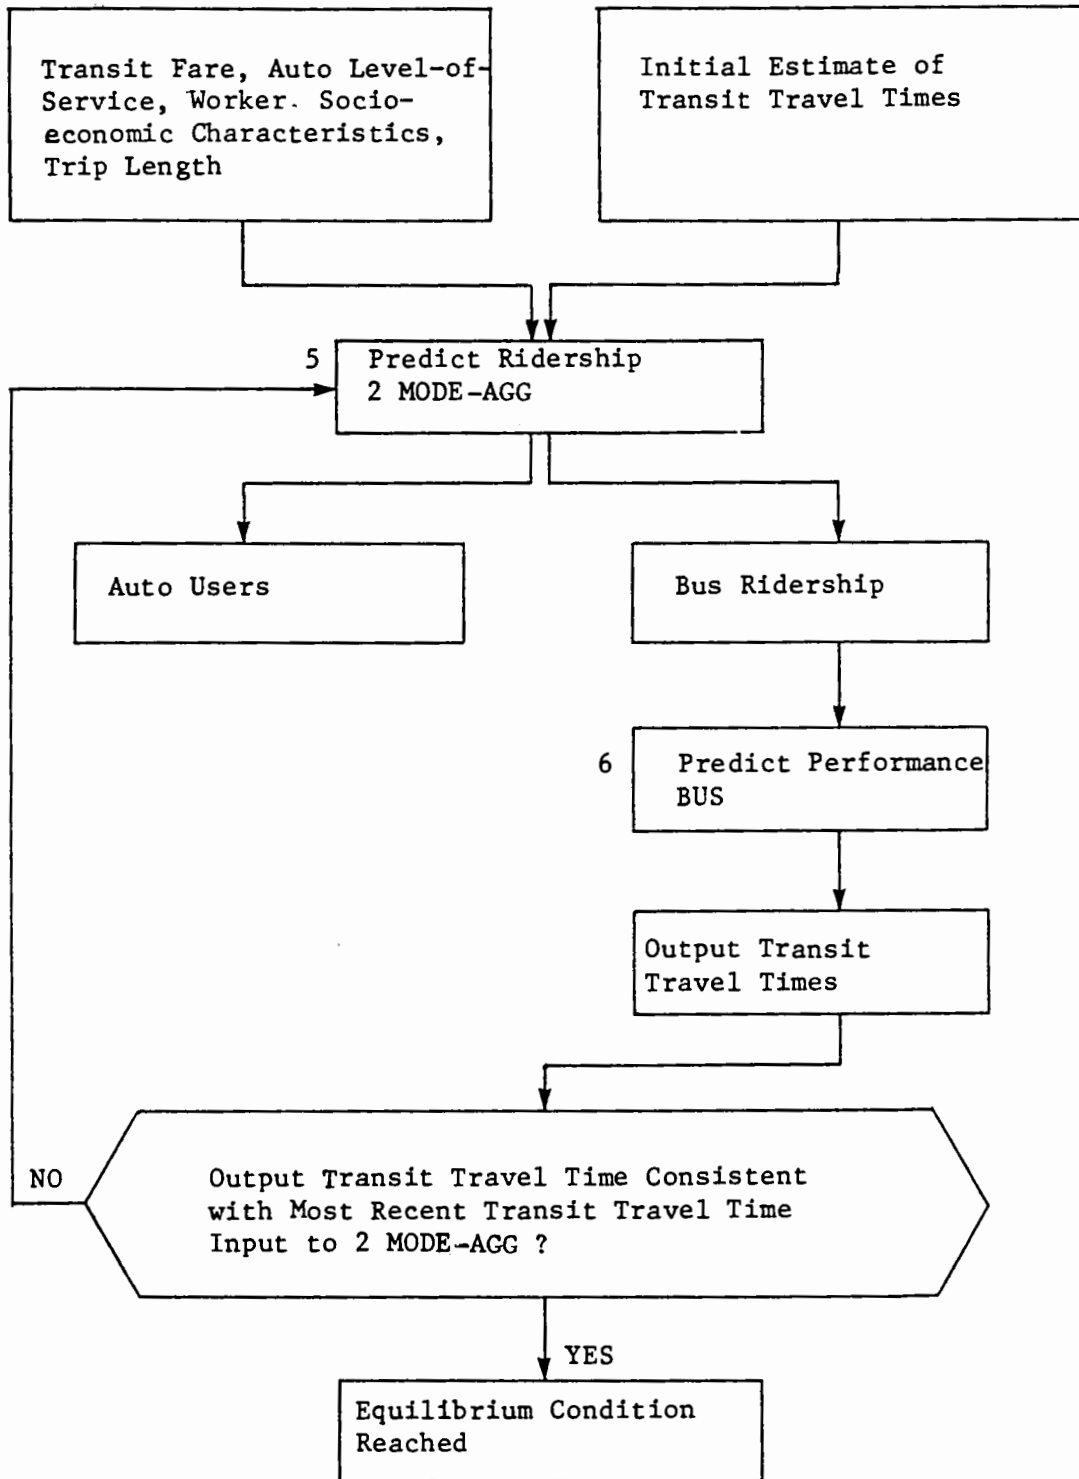 Transit Fare, Auto Level-of-
Service, Worker. Socio-
economic Characteristics,
Trip Length
Initial Estimate of
Transit Travel Times
5
Predict Ridership
2 MODE-AGG
Auto Users
Bus Ridership
6
Predict Performance
BUS
Output Transit
Travel Times
NO
Output Transit Travel Time Consistent
with Most Recent Transit Travel Time
Input to 2 MODE-AGG ?
YES
Equilibrium Condition
Reached